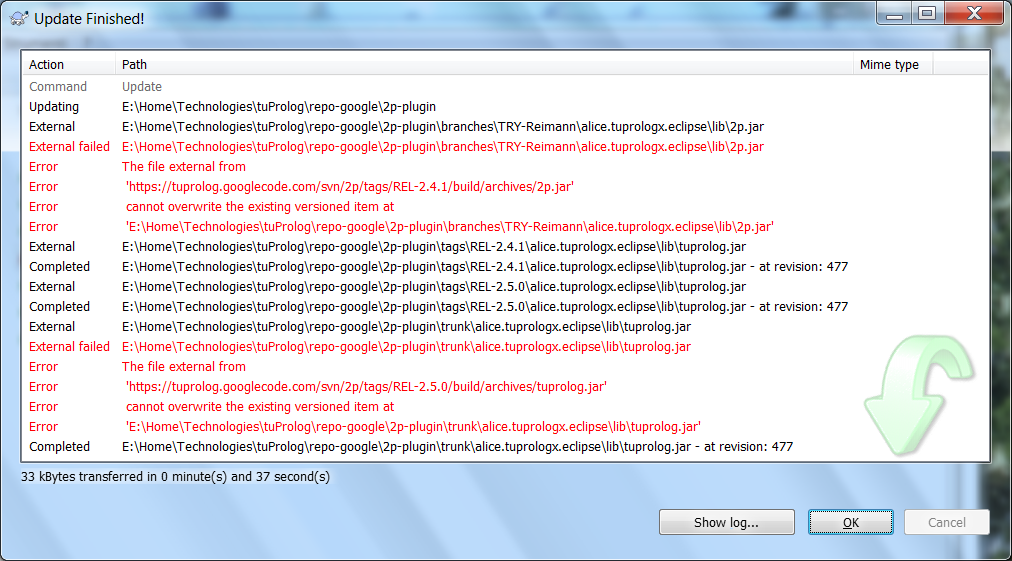 Update Finished!
Action Path Mime type
Command Update
Updating E:\Home\Technologies\tuProlog\repo-google\2p-plugin
External E:\Home\Technologies\tuProlog\repo-google\2p-plugin\branches\TRY-Reimann\alice.tuprologx.eclipse\lib\2p.jar
External failed E:\Home\Technologies\tuProlog\repo-google\2p-plugin\branches\TRY-Reimann\alice.tuprologx.eclipse\lib\2p.jar
Error The file external from
Error 'https://tuprolog.googlecode.com/svn/2p/tags/REL-2.4.1/build/archives/2p.jar'
Error cannot overwrite the existing versioned item at
Error 'E:\Home\Technologies\tuProlog\repo-google\2p-plugin\branches\TRY-Reimann\alice.tuprologx.eclipse\lib\2p.jar'
External E:\Home\Technologies\tuProlog\repo-google\2p-plugin\tags\REL-2.4.1\alice.tuprologx.eclipse\lib\tuprolog.jar
Completed E:\Home\Technologies\tuProlog\repo-google\2p-plugin\tags\REL-2.4.1\alice.tuprologx.eclipse\lib\tuprolog.jar - at revision: 477
External E:\Home\Technologies\tuProlog\repo-google\2p-plugin\tags\REL-2.5.0\alice.tuprologx.eclipse\lib\tuprolog.jar
Completed E:\Home\Technologies\tuProlog\repo-google\2p-plugin\tags\REL-2.5.0\alice.tuprologx.eclipse\lib\tuprolog.jar - at revision: 477
External E:\Home\Technologies\tuProlog\repo-google\2p-plugin\trunk\alice.tuprologx.eclipse\lib\tuprolog.jar
External failed E:\Home\Technologies\tuProlog\repo-google\2p-plugin\trunk\alice.tuprologx.eclipse\lib\tuprolog.jar
Error The file external from
Error 'https://tuprolog.googlecode.com/svn/2p/tags/REL-2.5.0/build/archives/tuprolog.jar'
Error cannot overwrite the existing versioned item at
Error 'E:\Home\Technologies\tuProlog\repo-google\2p-plugin\trunk\alice.tuprologx.eclipse\lib\tuprolog.jar'
Completed E:\Home\Technologies\tuProlog\repo-google\2p-plugin\trunk\alice.tuprologx.eclipse\lib\tuprolog.jar - at revision: 477
33 kBytes transferred in 0 minute(s) and 37 second(s)
Show log... OK Cancel